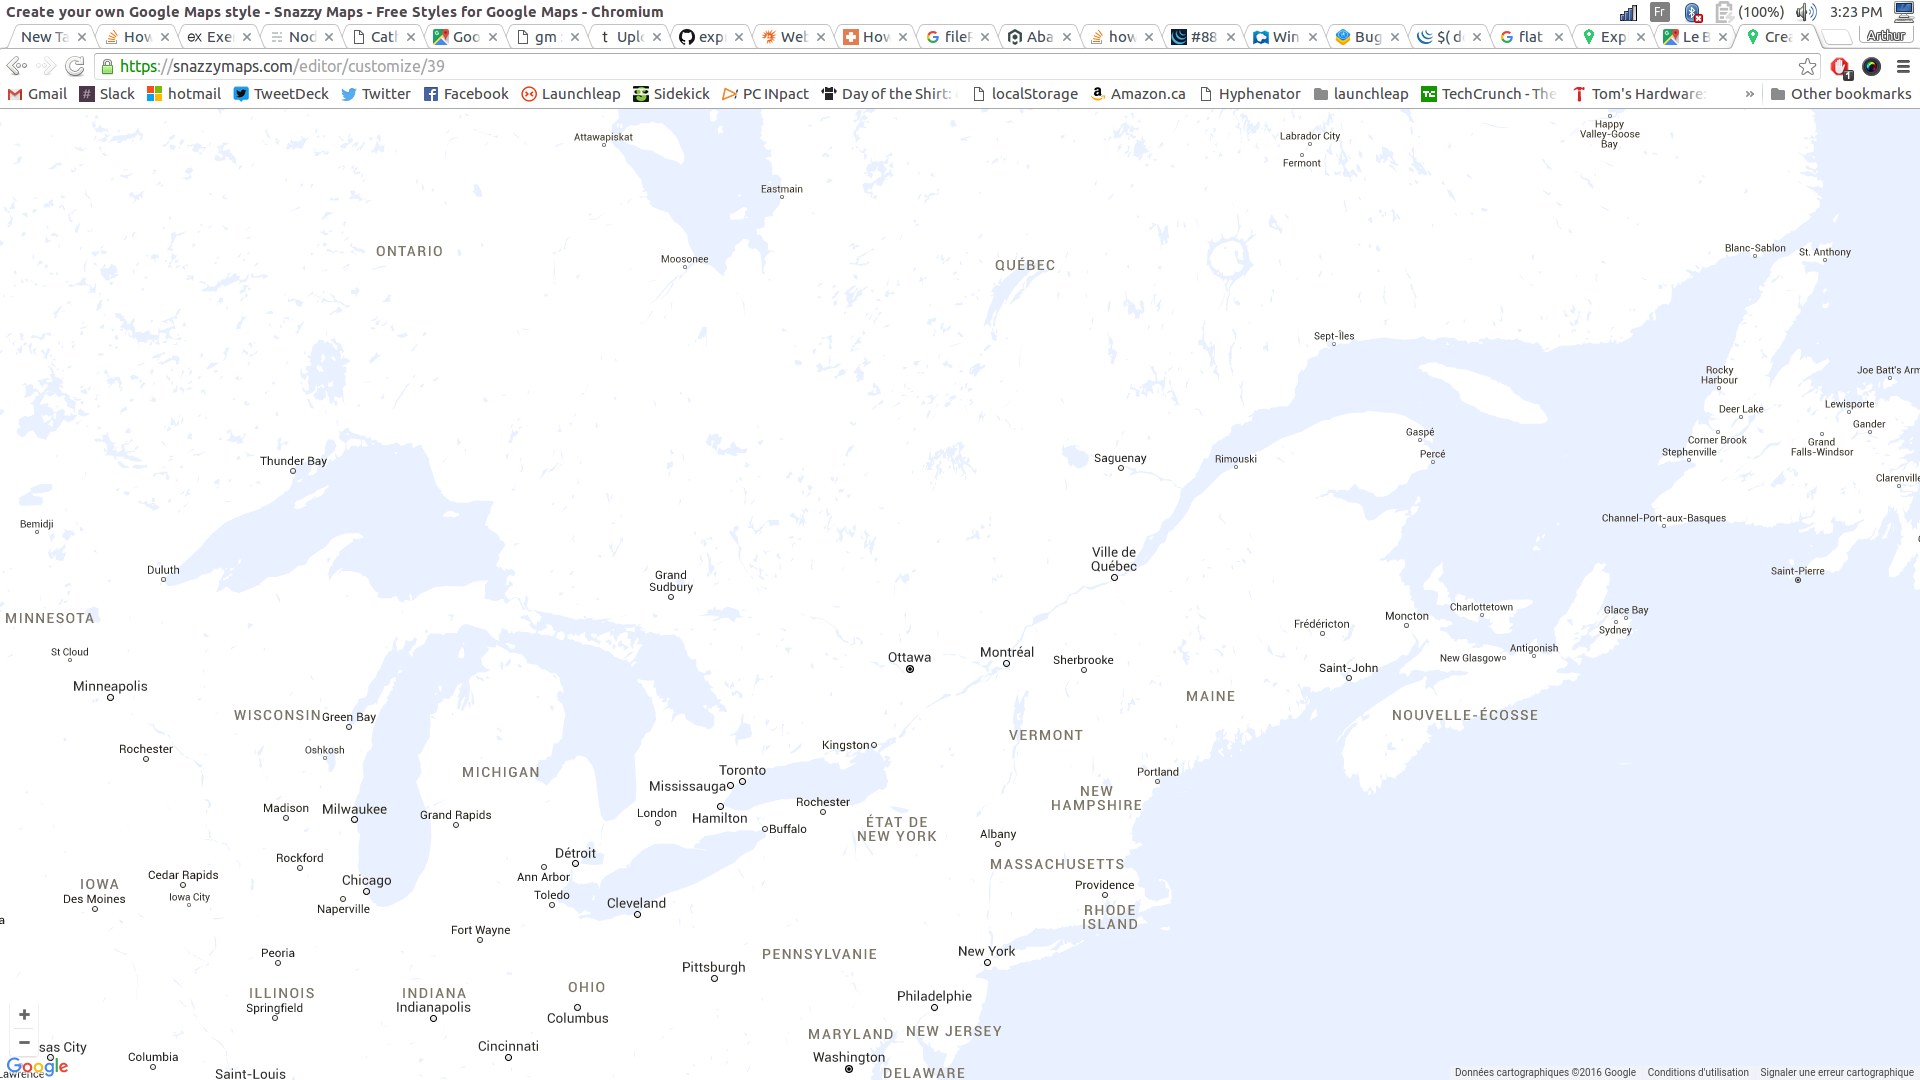 Create your own Google Maps style - Snazzy Maps - Free Styles for Google Maps - Chromium
Fr (100%) 3:23 PM
New Ta How Exe Nod Cath Goo gm Uplo expr Web How fileR Aba how #88 Win Bug $( do flat Expl Le B Crea Arthur
https://snazzymaps.com/editor/customize/39
Gmail Slack hotmail TweetDeck Twitter Facebook Launchleap Sidekick PC INpact Day of the Shirt: localStorage Amazon.ca Hyphenator launchleap TechCrunch - The Tom's Hardware: » Other bookmarks
Attawapiskat
Labrador City
Fermont
Happy
Valley-Goose
Bay
Eastmain
ONTARIO
Moosonee
QUÉBEC
Blanc-Sablon
St. Anthony
Sept-Îles
Rocky
Harbour
Joe Batt's Arm
Deer Lake
Lewisporte
Gander
Gaspé
Corner Brook
Stephenville
Grand
Falls-Windsor
Percé
Thunder Bay
Saguenay
Rimouski
Clarenville
Bemidji
Channel-Port-aux-Basques
Ville de
Québec
Duluth
Grand
Sudbury
Saint-Pierre
MINNESOTA
Frédéricton
Moncton
Charlottetown
Glace Bay
Sydney
St Cloud
Ottawa
Montréal
Sherbrooke
New Glasgow
Antigonish
Saint-John
Minneapolis
MAINE
WISCONSIN
Green Bay
NOUVELLE-ÉCOSSE
Rochester
Oshkosh
Kingston
VERMONT
MICHIGAN
Toronto
Mississauga
Portland
NEW
HAMPSHIRE
Madison
Milwaukee
Grand Rapids
London
Hamilton
Rochester
Buffalo
ÉTAT DE
NEW YORK
Albany
Rockford
Détroit
MASSACHUSETTS
Cedar Rapids
Chicago
Ann Arbor
Providence
IOWA
Des Moines
Iowa City
Naperville
Toledo
Cleveland
RHODE
ISLAND
Fort Wayne
Peoria
PENNSYLVANIE
New York
Pittsburgh
ILLINOIS
Springfield
INDIANA
Indianapolis
OHIO
Columbus
Philadelphie
MARYLAND
NEW JERSEY
sas City
Columbia
Cincinnati
Washington
Google
Saint-Louis
DELAWARE
Données cartographiques ©2016 Google Conditions d'utilisation Signaler une erreur cartographique